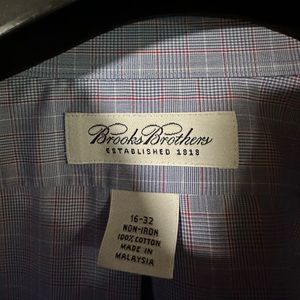 Brooks Brothers
ESTABLISHED 1818
16-32
NON-IRON
100% COTTON
MADE IN
MALAYSIA